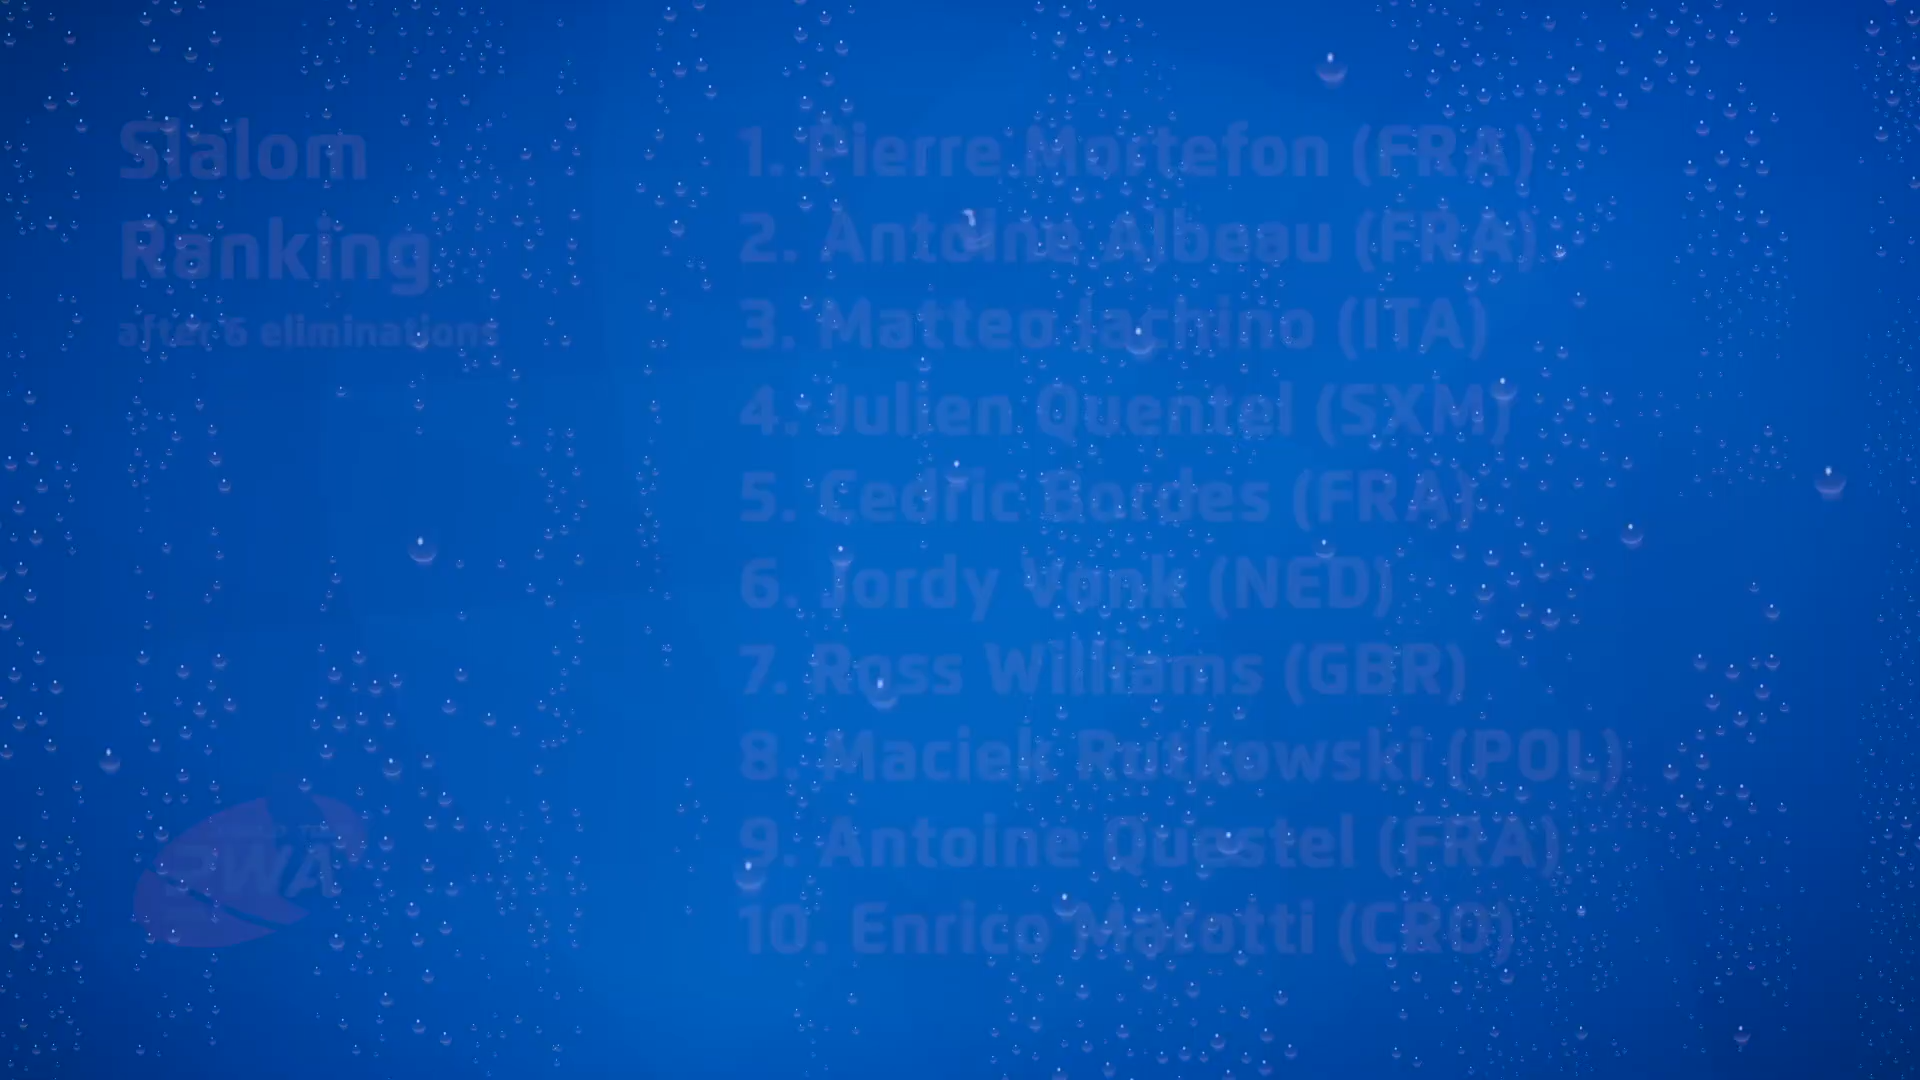 Slalom
Ranking
after 6 eliminations
1. Pierre Mortefon (FRA)
2. Antoine Albeau (FRA)
3. Matteo Iachino (ITA)
4. Julien Quentel (SXM)
5. Cedric Bordes (FRA)
6. Jordy Vonk (NED)
7. Ross Williams (GBR)
8. Maciek Rutkowski (POL)
9. Antoine Questel (FRA)
10. Enrico Marotti (CRO)
PWA